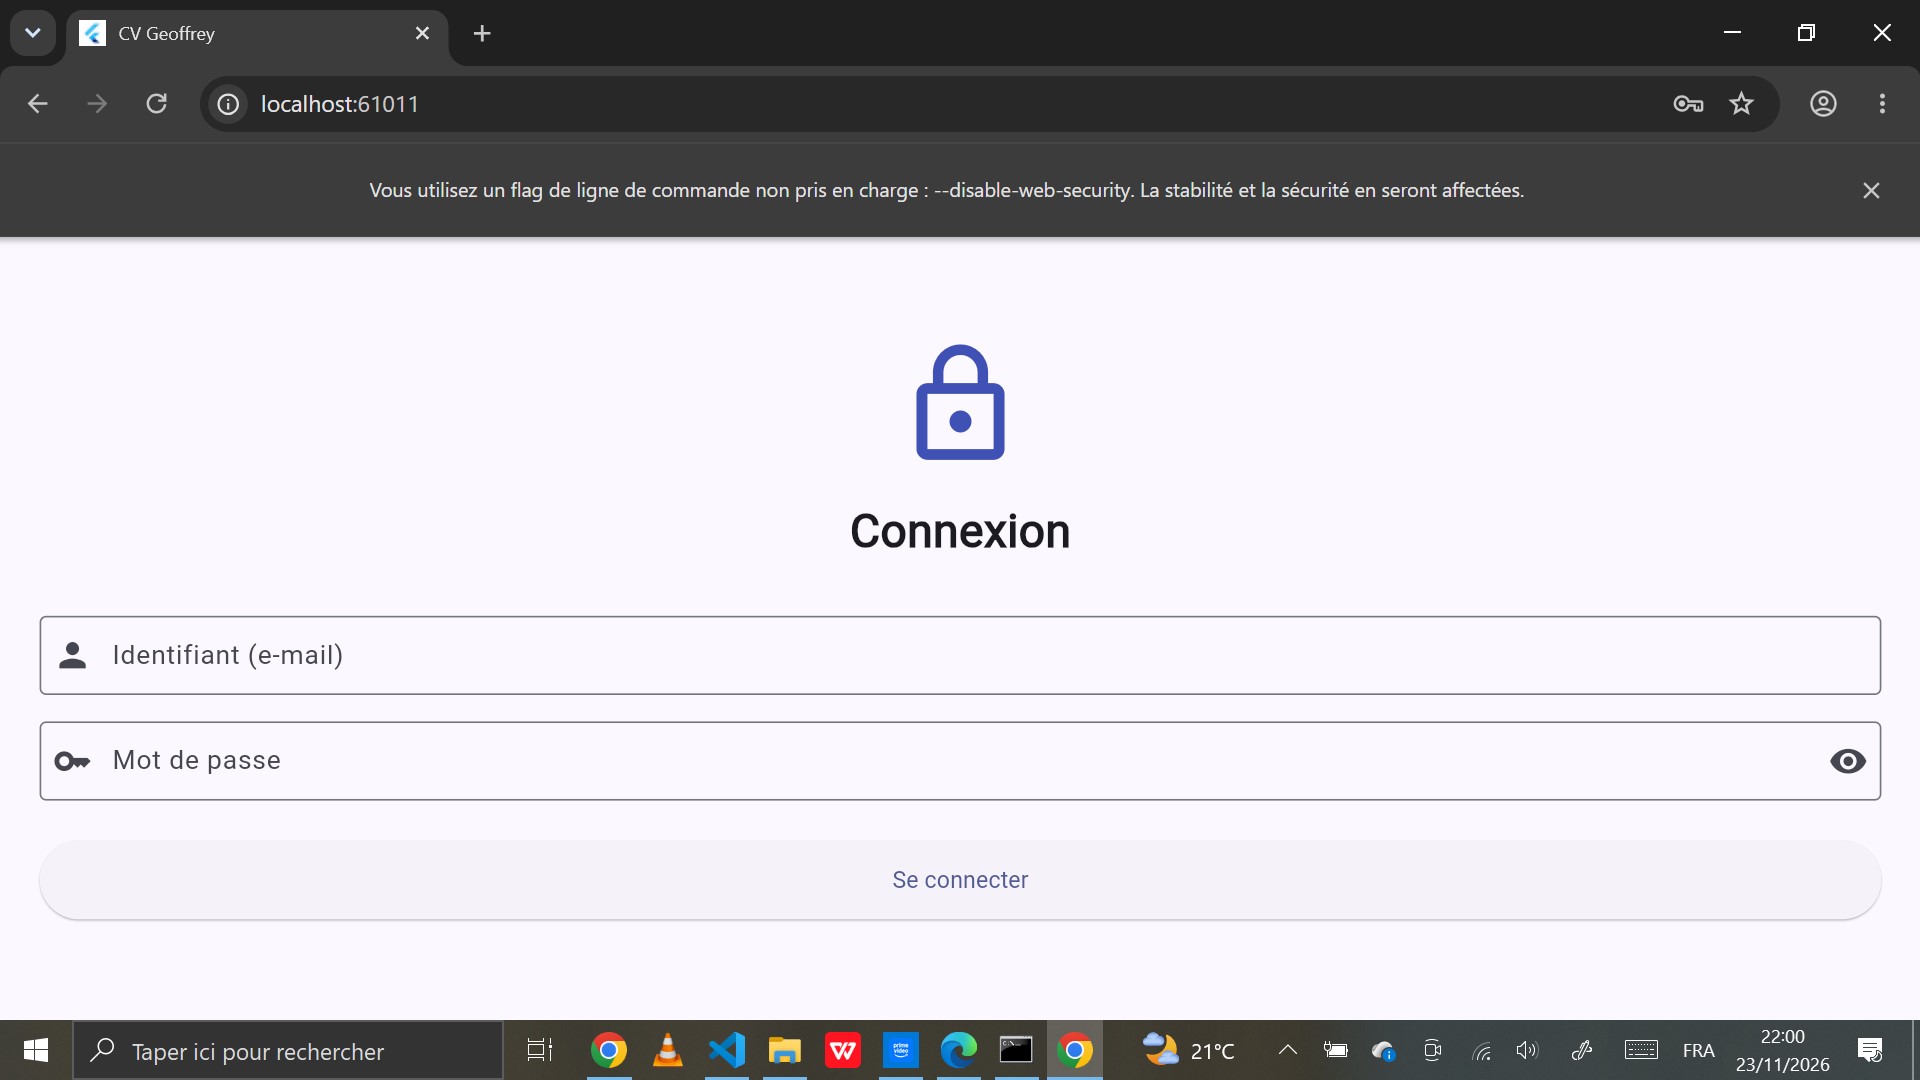 CV Geoffrey
localhost:61011
Vous utilisez un flag de ligne de commande non pris en charge : --disable-web-security. La stabilité et la sécurité en seront affectées.
Connexion
Identifiant (e-mail)
Mot de passe
Se connecter
Taper ici pour rechercher
prime video
21°C
FRA
22:00
23/11/2026